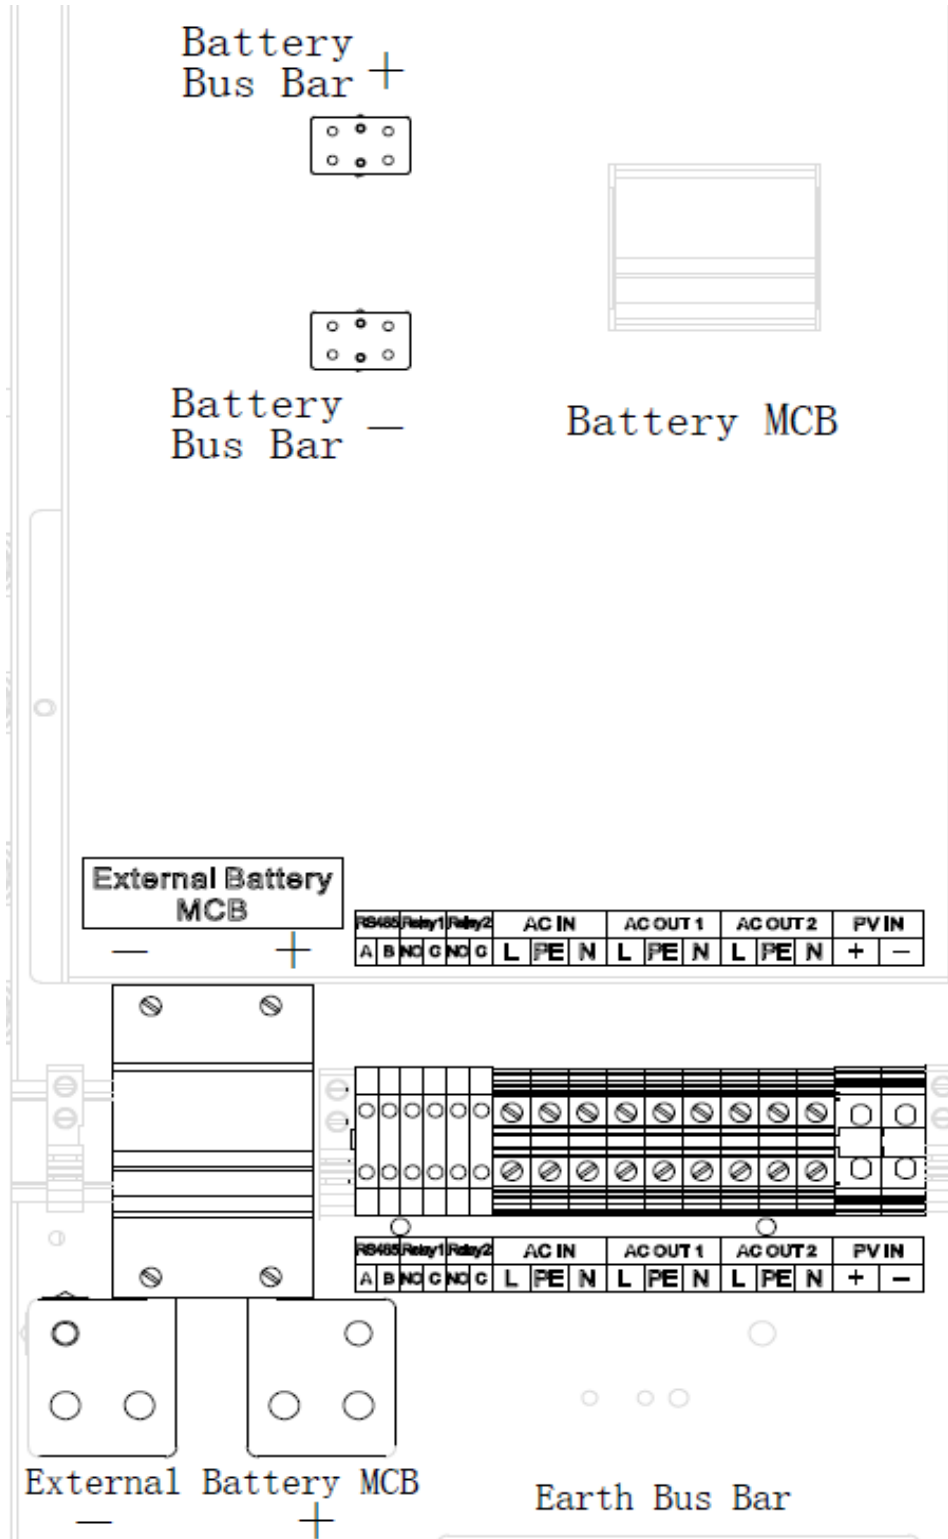 Battery
Bus Bar +
Battery
Bus Bar −
Battery MCB
External Battery
MCB
− +
RS485 Relay1 Relay2 AC IN AC OUT 1 AC OUT 2 PV IN
A B NO C NO C L PE N L PE N L PE N + −
RS485 Relay1 Relay2 AC IN AC OUT 1 AC OUT 2 PV IN
A B NO C NO C L PE N L PE N L PE N + −
External Battery MCB
− +
Earth Bus Bar